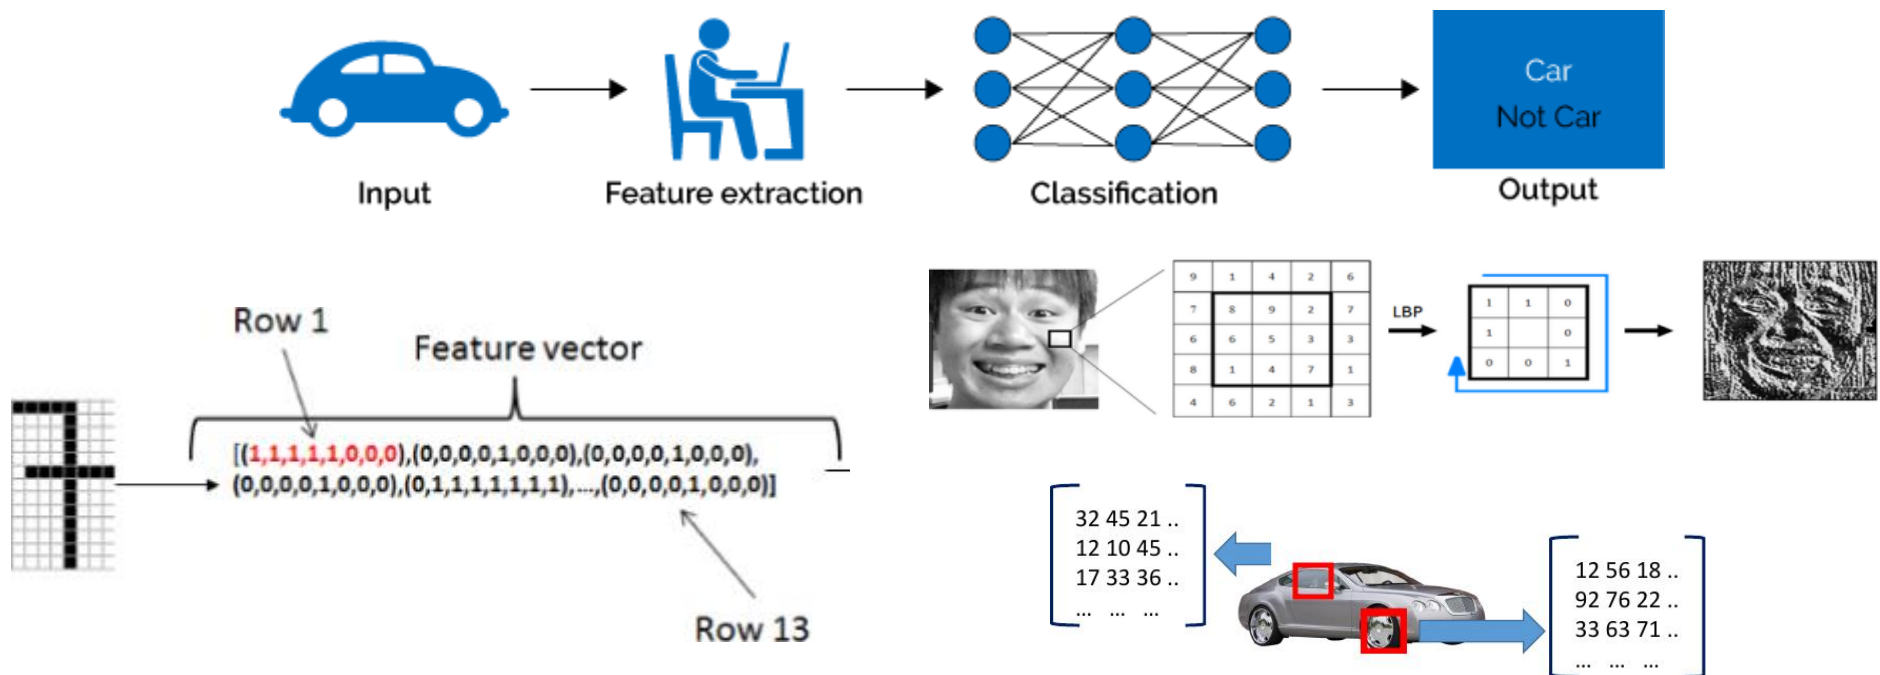 Car
Not Car
Input
Feature extraction
Classification
Output
Row 1
Feature vector
[(1,1,1,1,1,0,0,0),(0,0,0,0,1,0,0,0),(0,0,0,0,1,0,0,0),
(0,0,0,0,1,0,0,0),(0,1,1,1,1,1,1,1),...,(0,0,0,0,1,0,0,0)]
Row 13
9 1 4 2 6
7 8 9 2 7
6 6 5 3 3
8 1 4 7 1
4 6 2 1 3
LBP
1 1 0
1 0
0 0 1
32 45 21 ..
12 10 45 ..
17 33 36 ..
... ... ...
12 56 18 ..
92 76 22 ..
33 63 71 ..
... ... ...